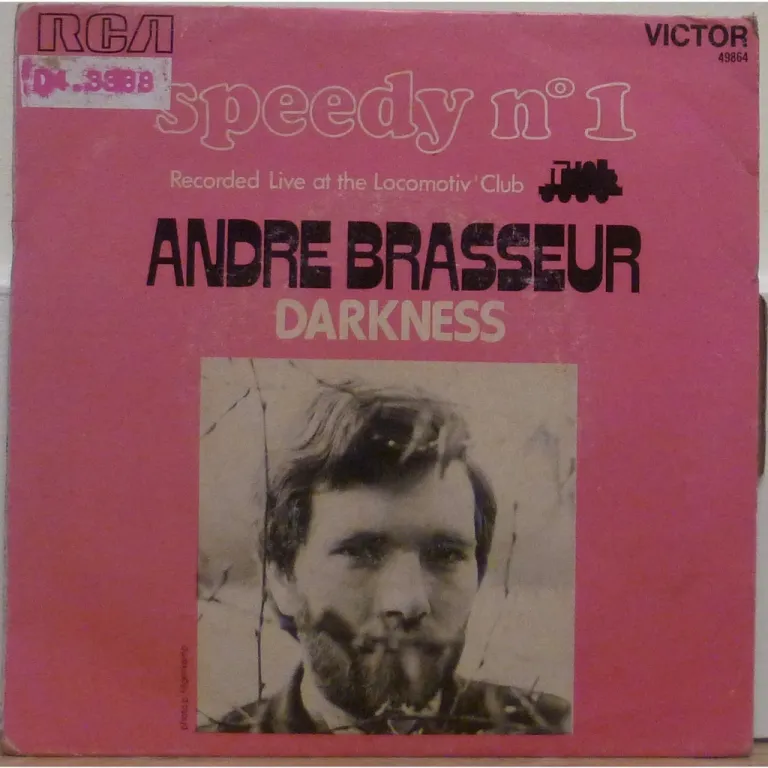 RCA
VICTOR
49864
speedy n° 1
Recorded Live at the Locomotiv' Club
ANDRE BRASSEUR
DARKNESS